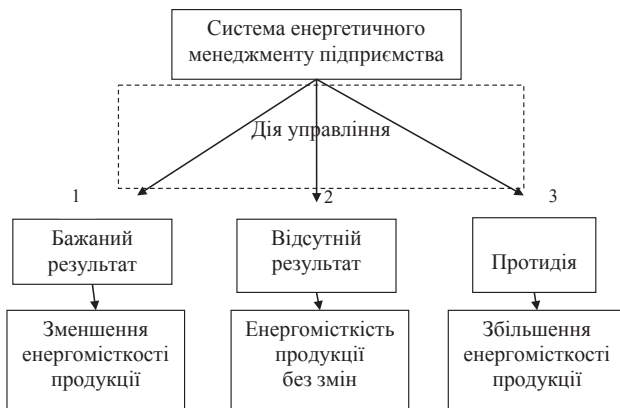 Система енергетичного
менеджменту підприємства
Дія управління
1
2
3
Бажаний
результат
Відсутній
результат
Протидія
Зменшення
енергомісткості
продукції
Енергомісткість
продукції
без змін
Збільшення
енергомісткості
продукції